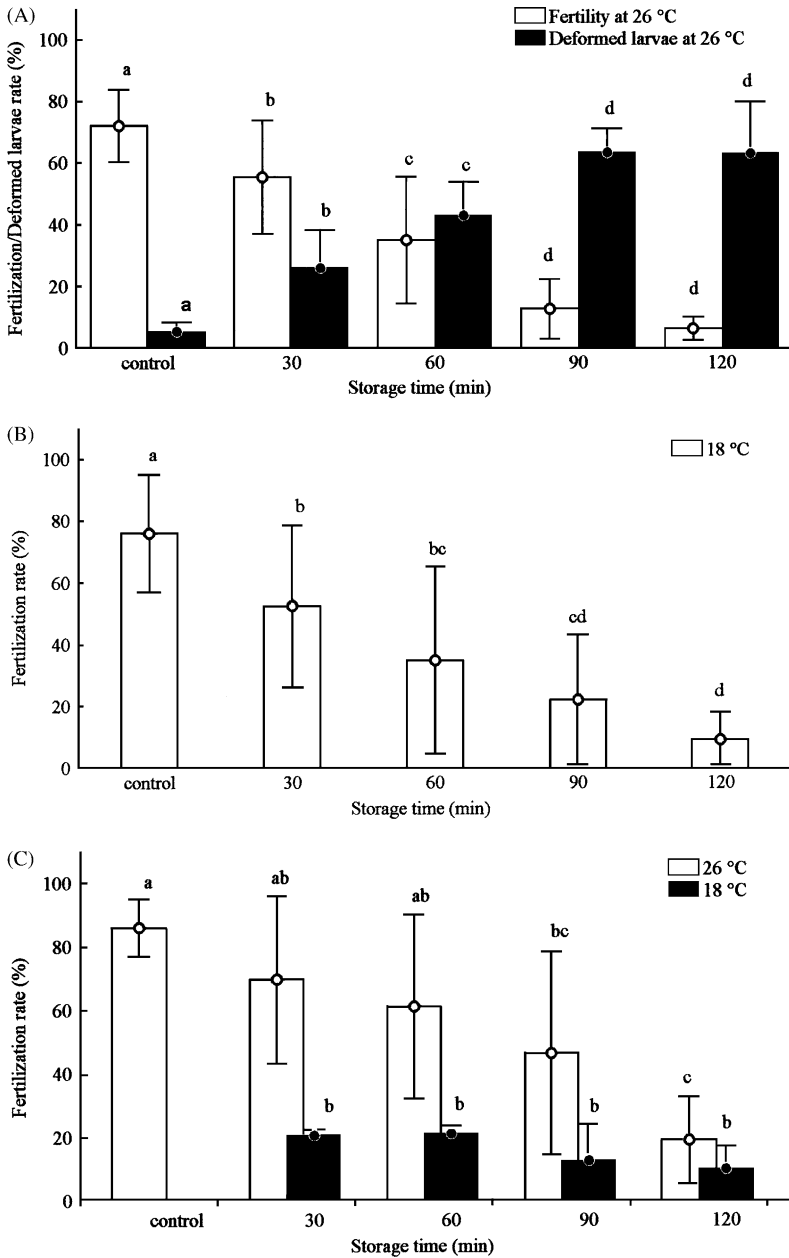 (A)
Fertility at 26 °C
Deformed larvae at 26 °C
Fertilization/Deformed larvae rate (%)
100
80
60
40
20
0
a
a
b
b
c
c
d
d
d
d
control
30
60
90
120
Storage time (min)
(B)
18 °C
Fertilization rate (%)
100
80
60
40
20
0
a
b
bc
cd
d
control
30
60
90
120
Storage time (min)
(C)
26 °C
18 °C
Fertilization rate (%)
100
80
60
40
20
0
a
ab
b
ab
b
bc
b
c
b
control
30
60
90
120
Storage time (min)